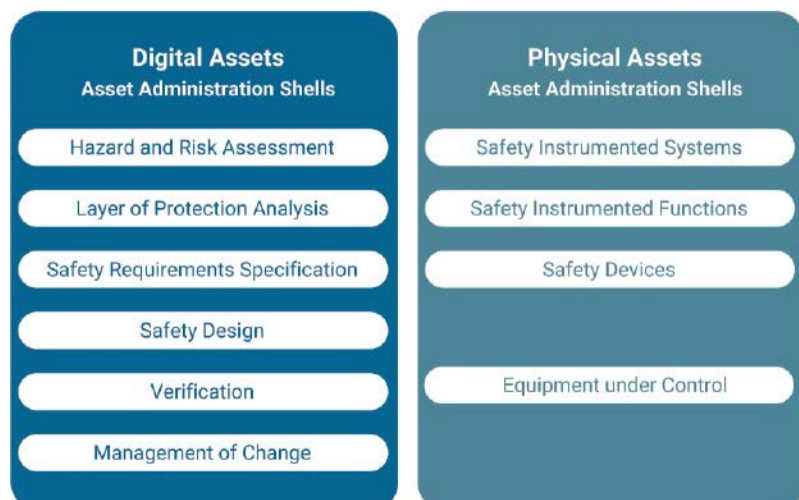 Digital Assets
Asset Administration Shells
Hazard and Risk Assessment
Layer of Protection Analysis
Safety Requirements Specification
Safety Design
Verification
Management of Change
Physical Assets
Asset Administration Shells
Safety Instrumented Systems
Safety Instrumented Functions
Safety Devices
Equipment under Control